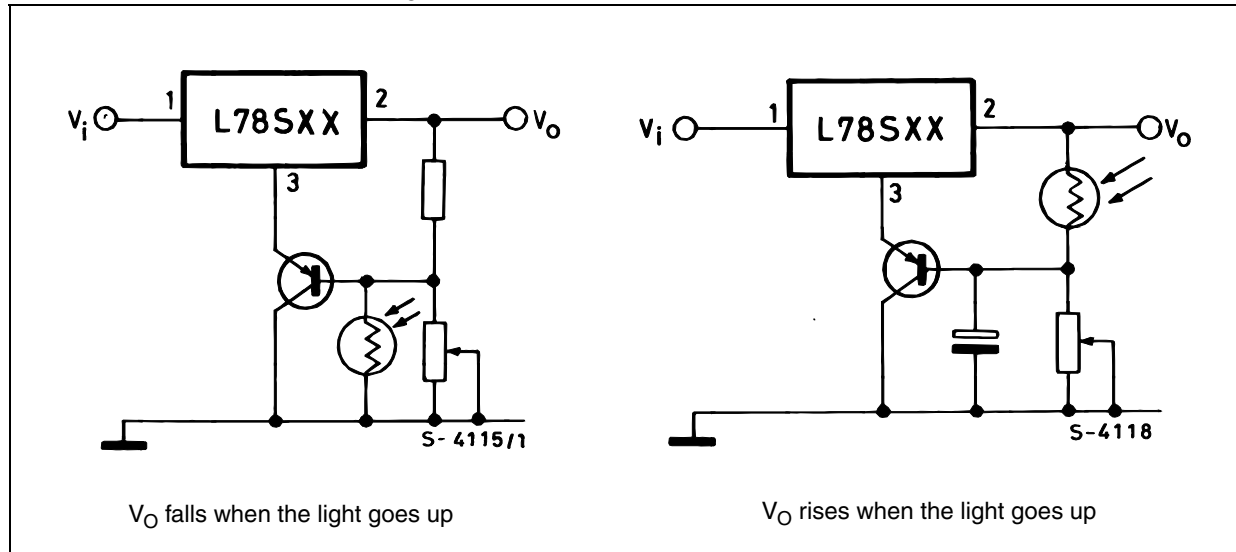 L78SXX
1
2
3
Vi
Vo
S-4115/1
VO falls when the light goes up
L78SXX
1
2
3
Vi
Vo
S-4118
VO rises when the light goes up